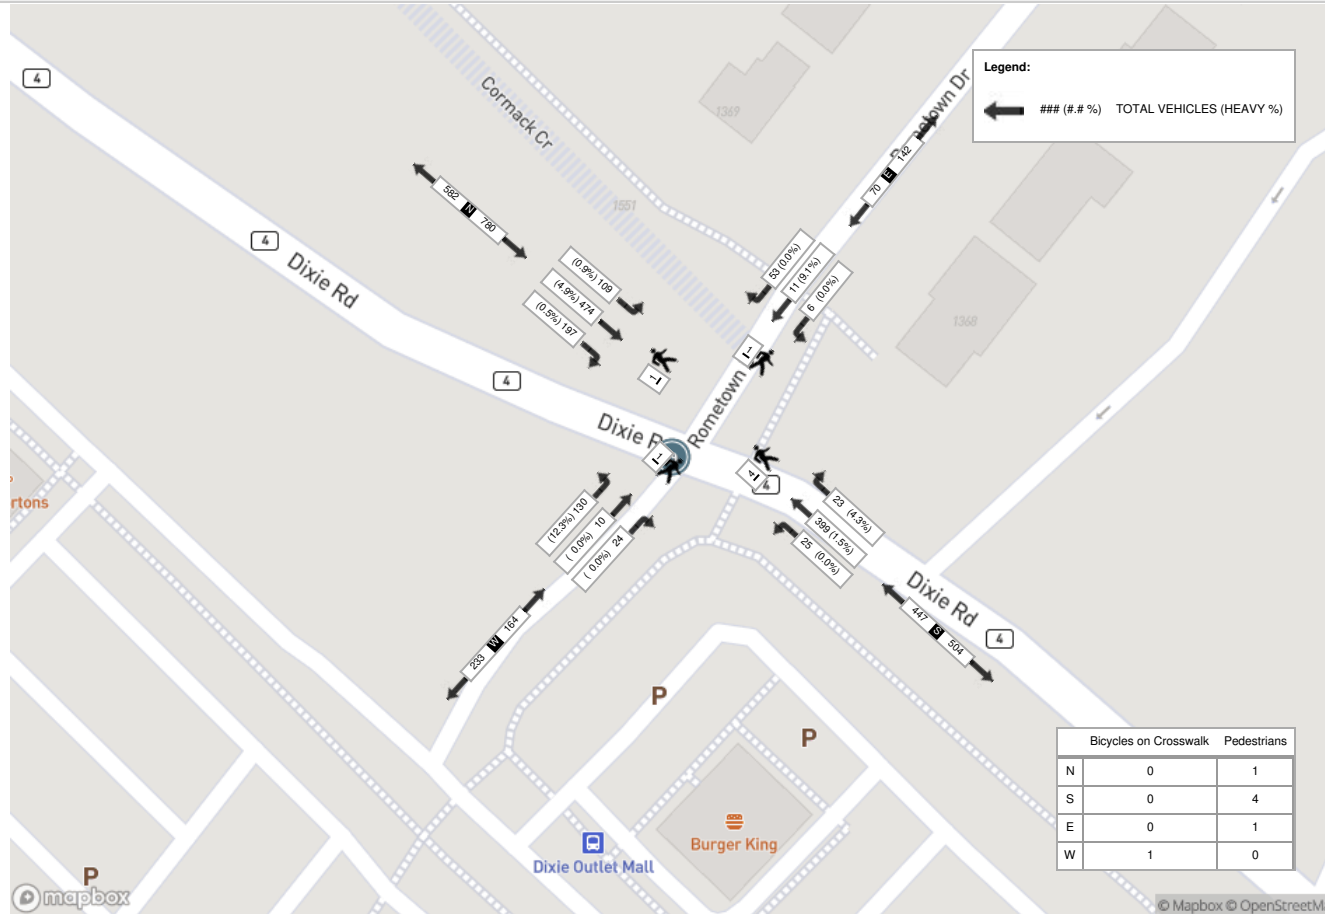 4
Cormack Cr
1369
Rometown Dr
Legend:
### (#.# %) TOTAL VEHICLES (HEAVY %)
142
E
70
582
N
780
1551
4
Dixie Rd
(0.9%) 109
(4.9%) 474
(0.5%) 197
53 (0.0%)
11 (9.1%)
6 (0.0%)
1368
1
1
4
Rometown
Dixie R
1
4
4
rtons
(12.3%) 130
( 0.0%) 10
( 0.0%) 24
23 (4.3%)
399 (1.5%)
25 (0.0%)
Dixie Rd
4
447
S
504
164
W
233
P
P
Burger King
Dixie Outlet Mall
P
Bicycles on Crosswalk Pedestrians
N 0 1
S 0 4
E 0 1
W 1 0
mapbox
© Mapbox © OpenStreetM